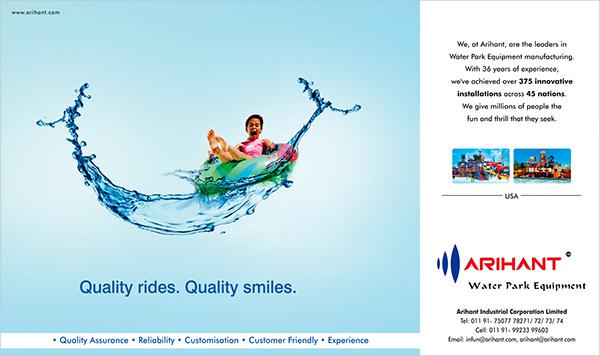 www.arihant.com
We, at Arihant, are the leaders in
Water Park Equipment manufacturing.
With 36 years of experience,
we've achieved over 375 innovative
installations across 45 nations.
We give millions of people the
fun and thrill that they seek.
USA
ARIHANT ©
Water Park Equipment
Quality rides. Quality smiles.
Arihant Industrial Corporation Limited
Tel: 011 91- 75077 78271/ 72/ 73/ 74
Cell: 011 91- 99233 99603
Email: infun@arihant.com, arihant@arihant.com
• Quality Assurance • Reliability • Customisation • Customer Friendly • Experience